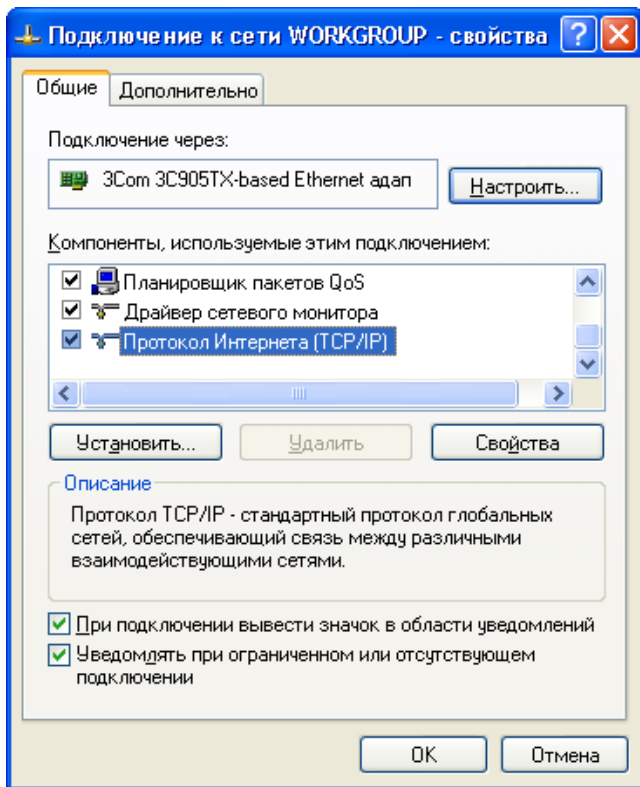 Подключение к сети WORKGROUP - свойства
Общие
Дополнительно
Подключение через:
3Com 3C905TX-based Ethernet адап
Настроить...
Компоненты, используемые этим подключением:
Планировщик пакетов QoS
Драйвер сетевого монитора
Протокол Интернета (TCP/IP)
Установить...
Удалить
Свойства
Описание
Протокол TCP/IP - стандартный протокол глобальных
сетей, обеспечивающий связь между различными
взаимодействующими сетями.
При подключении вывести значок в области уведомлений
Уведомлять при ограниченном или отсутствующем
подключении
OK
Отмена